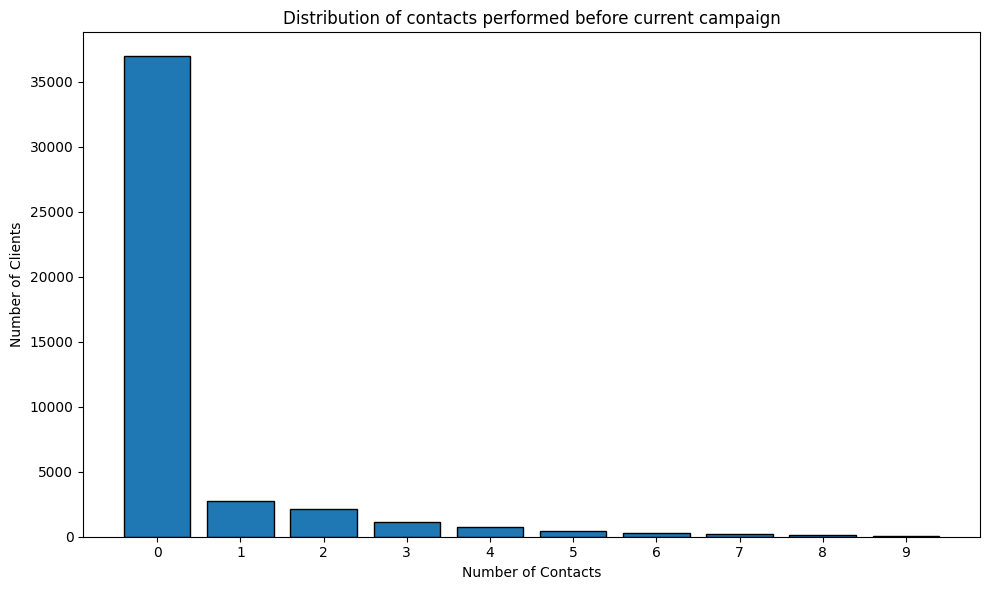 Distribution of contacts performed before current campaign
Number of Clients
35000
30000
25000
20000
15000
10000
5000
0
0 1 2 3 4 5 6 7 8 9
Number of Contacts